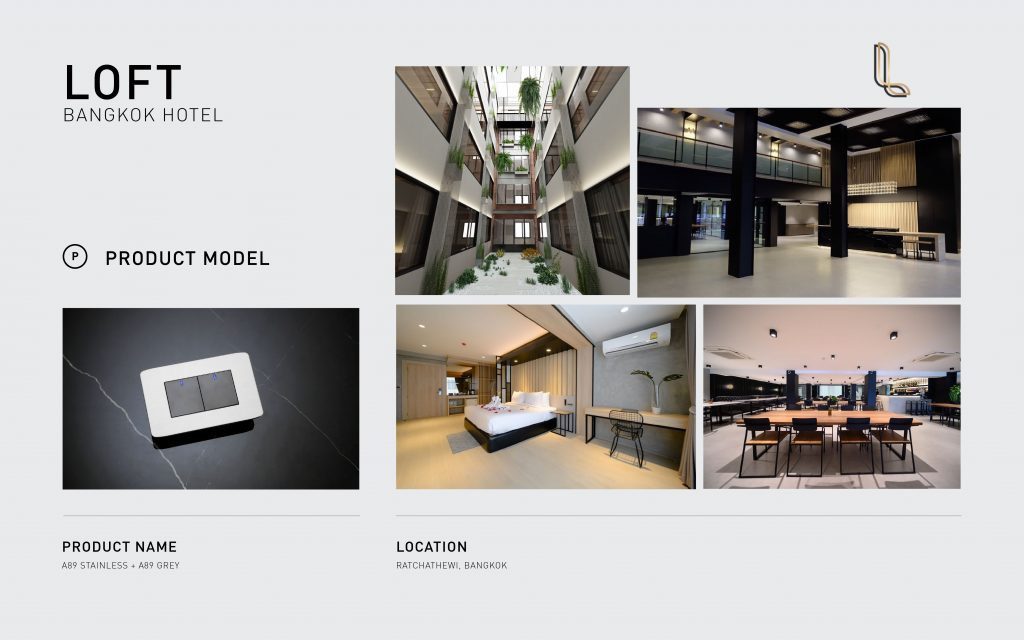 LOFT
BANGKOK HOTEL
P PRODUCT MODEL
PRODUCT NAME
A89 STAINLESS + A89 GREY
LOCATION
RATCHATHEWI, BANGKOK